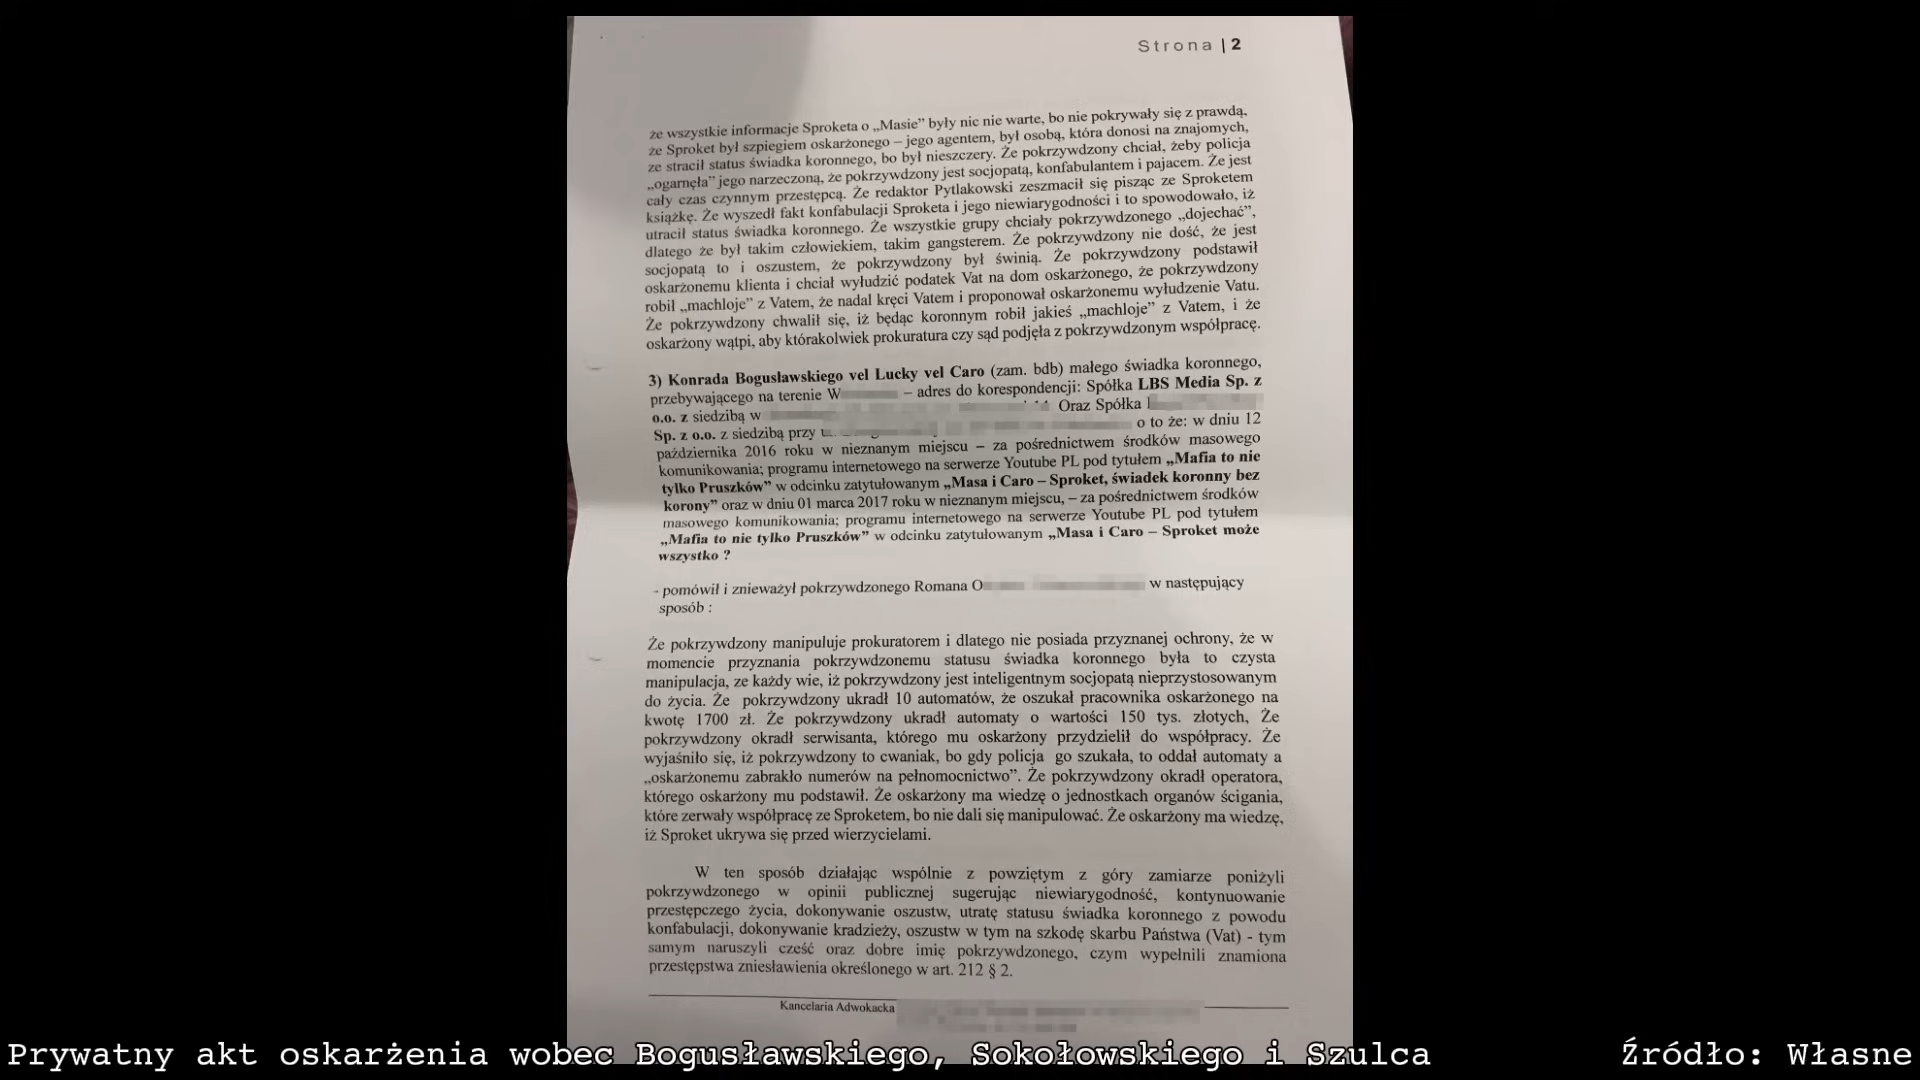 Strona | 2
że wszystkie informacje Sproketa o „Masie” były nic nie warte, bo nie pokrywały się z prawdą,
że Sproket był szpiegiem oskarżonego – jego agentem, był osobą, która donosi na znajomych,
ze stracił status świadka koronnego, bo był nieszczery. Że pokrzywdzony chciał, żeby policja
„ogarnęła” jego narzeczoną, że pokrzywdzony jest socjopatą, konfabulantem i pajacem. Że jest
cały czas czynnym przestępcą. Że redaktor Pytlakowski zeszmacił się pisząc ze Sproketem
książkę. Że wyszedł fakt konfabulacji Sproketa i jego niewiarygodności i to spowodowało, iż
utracił status świadka koronnego. Że wszystkie grupy chciały pokrzywdzonego „dojechać”,
dlatego że był takim człowiekiem, takim gangsterem. Że pokrzywdzony nie dość, że jest
socjopatą to i oszustem, że pokrzywdzony był świnią. Że pokrzywdzony podstawił
oskarżonemu klienta i chciał wyłudzić podatek Vat na dom oskarżonego, że pokrzywdzony
robił „machloje” z Vatem, że nadal kręci Vatem i proponował oskarżonemu wyłudzenie Vatu.
Że pokrzywdzony chwalił się, iż będąc koronnym robił jakieś „machloje” z Vatem, i że
oskarżony wątpi, aby którakolwiek prokuratura czy sąd podjęła z pokrzywdzonym współpracę.
3) Konrada Bogusławskiego vel Lucky vel Caro (zam. bdb) małego świadka koronnego,
przebywającego na terenie W – adres do korespondencji: Spółka LBS Media Sp. z
o.o. z siedzibą w Oraz Spółka
Sp. z o.o. z siedzibą przy o to że: w dniu 12
października 2016 roku w nieznanym miejscu – za pośrednictwem środków masowego
komunikowania; programu internetowego na serwerze Youtube PL pod tytułem „Mafia to nie
tylko Pruszków” w odcinku zatytułowanym „Masa i Caro – Sproket, świadek koronny bez
korony” oraz w dniu 01 marca 2017 roku w nieznanym miejscu, – za pośrednictwem środków
masowego komunikowania; programu internetowego na serwerze Youtube PL pod tytułem
„Mafia to nie tylko Pruszków” w odcinku zatytułowanym „Masa i Caro – Sproket może
wszystko ?
- pomówił i znieważył pokrzywdzonego Romana O w następujący
sposób :
Że pokrzywdzony manipuluje prokuratorem i dlatego nie posiada przyznanej ochrony, że w
momencie przyznania pokrzywdzonemu statusu świadka koronnego była to czysta
manipulacja, ze każdy wie, iż pokrzywdzony jest inteligentnym socjopatą nieprzystosowanym
do życia. Że pokrzywdzony ukradł 10 automatów, że oszukał pracownika oskarżonego na
kwotę 1700 zł. Że pokrzywdzony ukradł automaty o wartości 150 tys. złotych, Że
pokrzywdzony okradł serwisanta, którego mu oskarżony przydzielił do współpracy. Że
wyjaśniło się, iż pokrzywdzony to cwaniak, bo gdy policja go szukała, to oddał automaty a
„oskarżonemu zabrakło numerów na pełnomocnictwo”. Że pokrzywdzony okradł operatora,
którego oskarżony mu podstawił. Że oskarżony ma wiedzę o jednostkach organów ścigania,
które zerwały współpracę ze Sproketem, bo nie dali się manipulować. Że oskarżony ma wiedzę,
iż Sproket ukrywa się przed wierzycielami.
W ten sposób działając wspólnie z powziętym z góry zamiarze poniżyli
pokrzywdzonego w opinii publicznej sugerując niewiarygodność, kontynuowanie
przestępczego życia, dokonywanie oszustw, utratę statusu świadka koronnego z powodu
konfabulacji, dokonywanie kradzieży, oszustw w tym na szkodę skarbu Państwa (Vat) - tym
samym naruszyli cześć oraz dobre imię pokrzywdzonego, czym wypełnili znamiona
przestępstwa zniesławienia określonego w art. 212 § 2.
Kancelaria Adwokacka
Prywatny akt oskarżenia wobec Bogusławskiego, Sokołowskiego i Szulca
Źródło: Własne